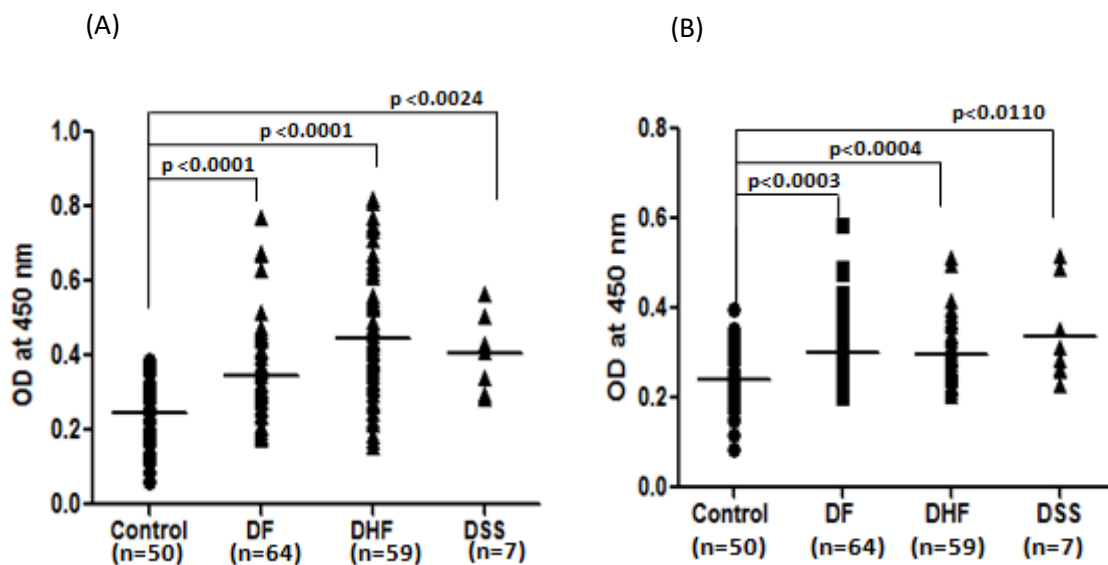 (A)
p <0.0024
p <0.0001
p <0.0001
OD at 450 nm
1.0
0.8
0.6
0.4
0.2
0.0
Control DF DHF DSS
(n=50) (n=64) (n=59) (n=7)
(B)
p <0.0110
p <0.0004
p<0.0003
OD at 450 nm
0.8
0.6
0.4
0.2
0.0
Control DF DHF DSS
(n=50) (n=64) (n=59) (n=7)